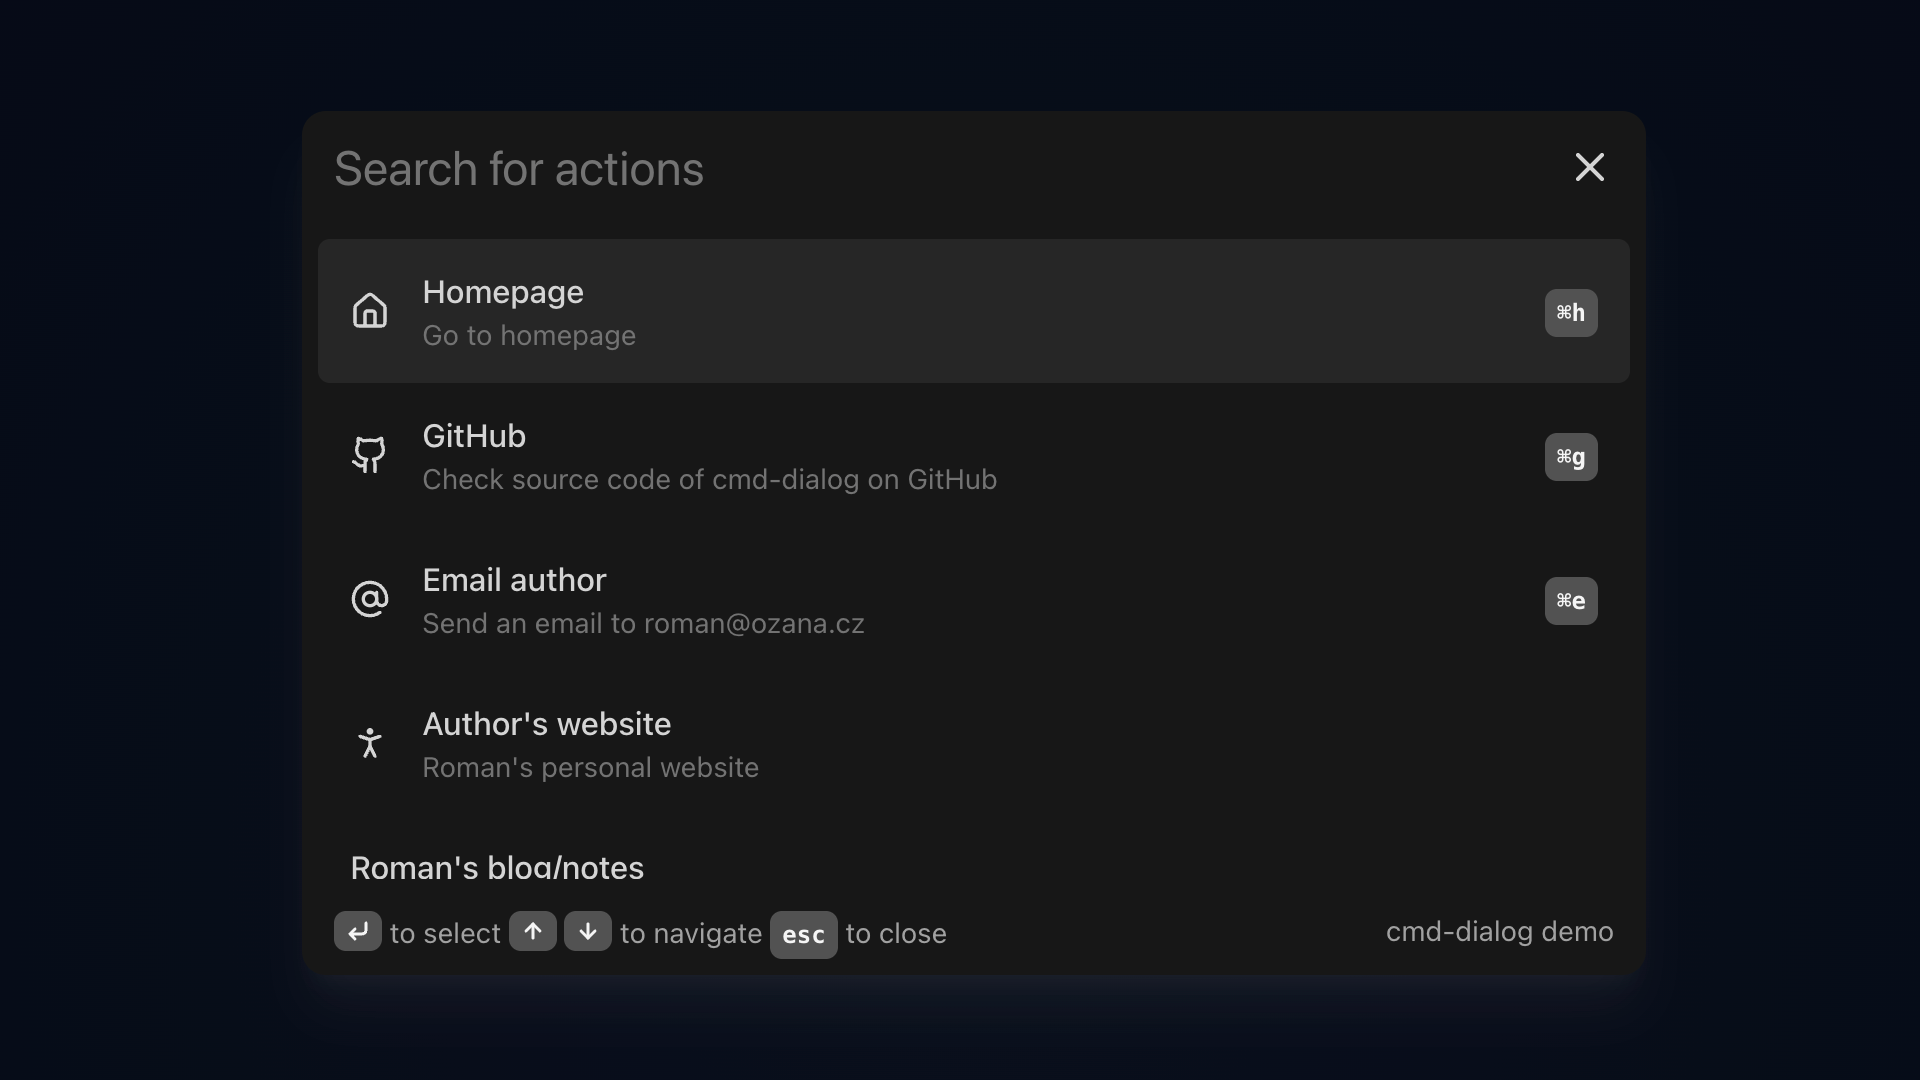 Search for actions
Homepage
Go to homepage
⌘h
GitHub
Check source code of cmd-dialog on GitHub
⌘g
Email author
Send an email to roman@ozana.cz
⌘e
Author's website
Roman's personal website
Roman's blog/notes
↵ to select ↑ ↓ to navigate esc to close
cmd-dialog demo